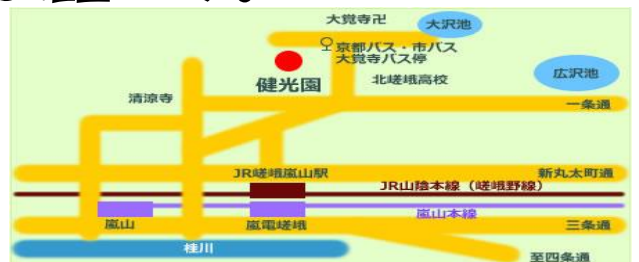 大覚寺卍
大沢池
京都バス・市バス
大覚寺バス停
健光園
北嵯峨高校
広沢池
清涼寺
一条通
JR嵯峨嵐山駅
新丸太町通
JR山陰本線（嵯峨野線）
嵐山本線
嵐山
嵐電嵯峨
三条通
桂川
至四条通